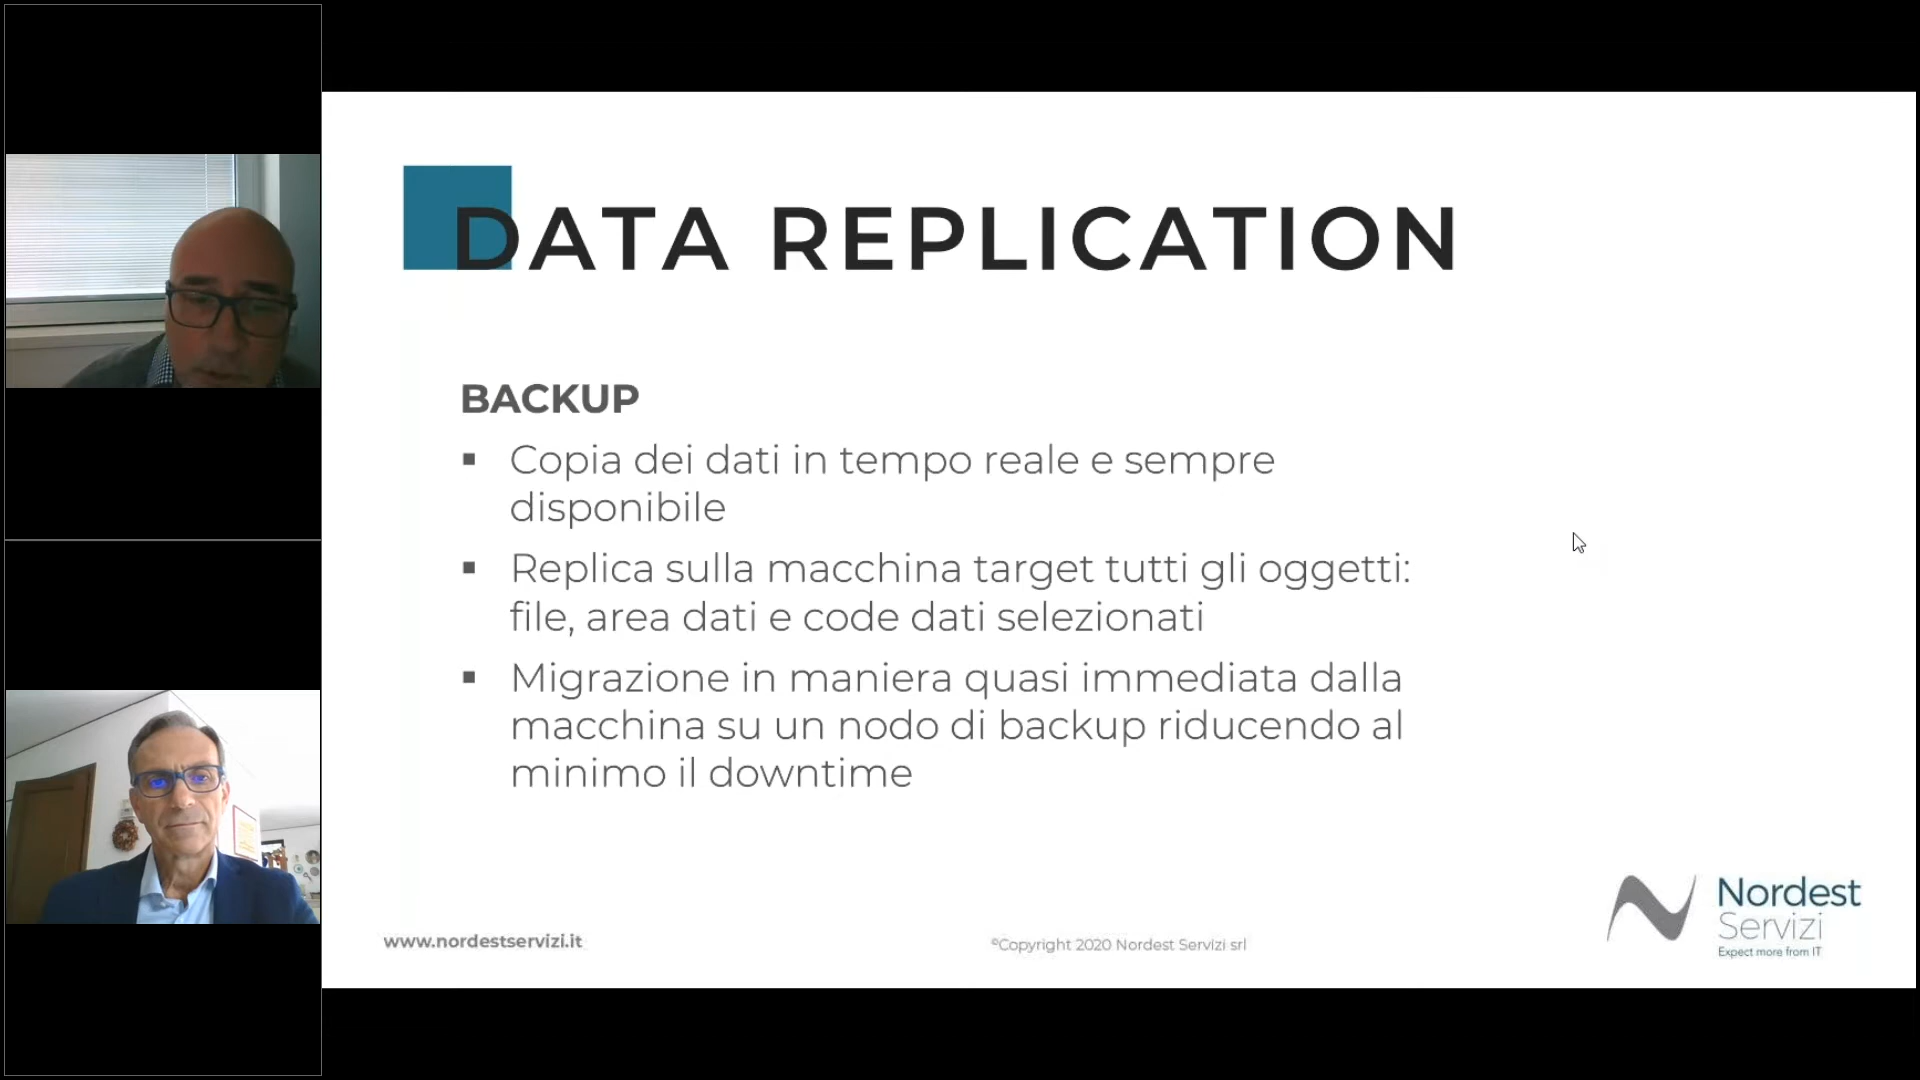 DATA REPLICATION
BACKUP
▪ Copia dei dati in tempo reale e sempre
disponibile
▪ Replica sulla macchina target tutti gli oggetti:
file, area dati e code dati selezionati
▪ Migrazione in maniera quasi immediata dalla
macchina su un nodo di backup riducendo al
minimo il downtime
www.nordestservizi.it
©Copyright 2020 Nordest Servizi srl
Nordest
Servizi
Expect more from IT